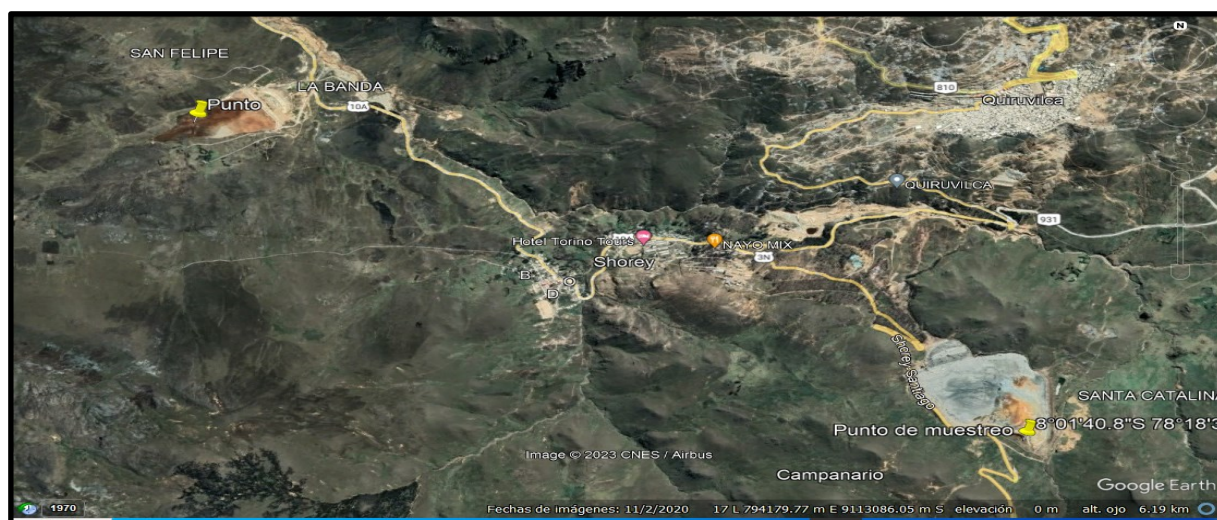 N
SAN FELIPE
LA BANDA
Punto
10A
810
Quiruvilca
QUIRUVILCA
931
Hotel Torino Tours
NAYO MIX
Shorey
3N
B
D
Shorey Santiago
SANTA CATALINA
Punto de muestreo
8°01'40.8"S 78°18'3
Image © 2023 CNES / Airbus
Campanario
Google Earth
1970
Fechas de imágenes: 11/2/2020 17 L 794179.77 m E 9113086.05 m S elevación 0 m alt. ojo 6.19 km